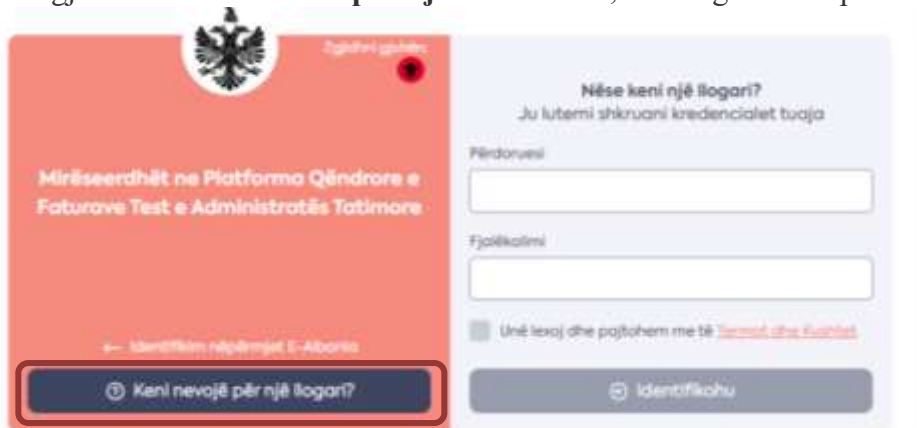 Zgjidhni gjuhën:
Mirëseerdhët ne Platforma Qëndrore e
Faturave Test e Administratës Tatimore
← Identifikim nëpërmjet E-Albania
Keni nevojë për një llogari?
Nëse keni një llogari?
Ju lutemi shkruani kredencialet tuaja
Përdoruesi
Fjalëkalimi
Unë lexoj dhe pajtohem me të Termat dhe Kushtet
Identifikohu